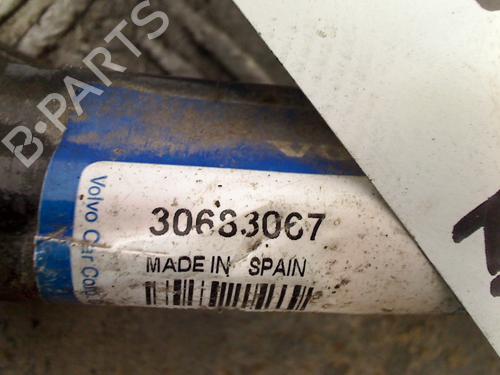 B-PARTS
Volvo Car Corp.
30683067
MADE IN SPAIN